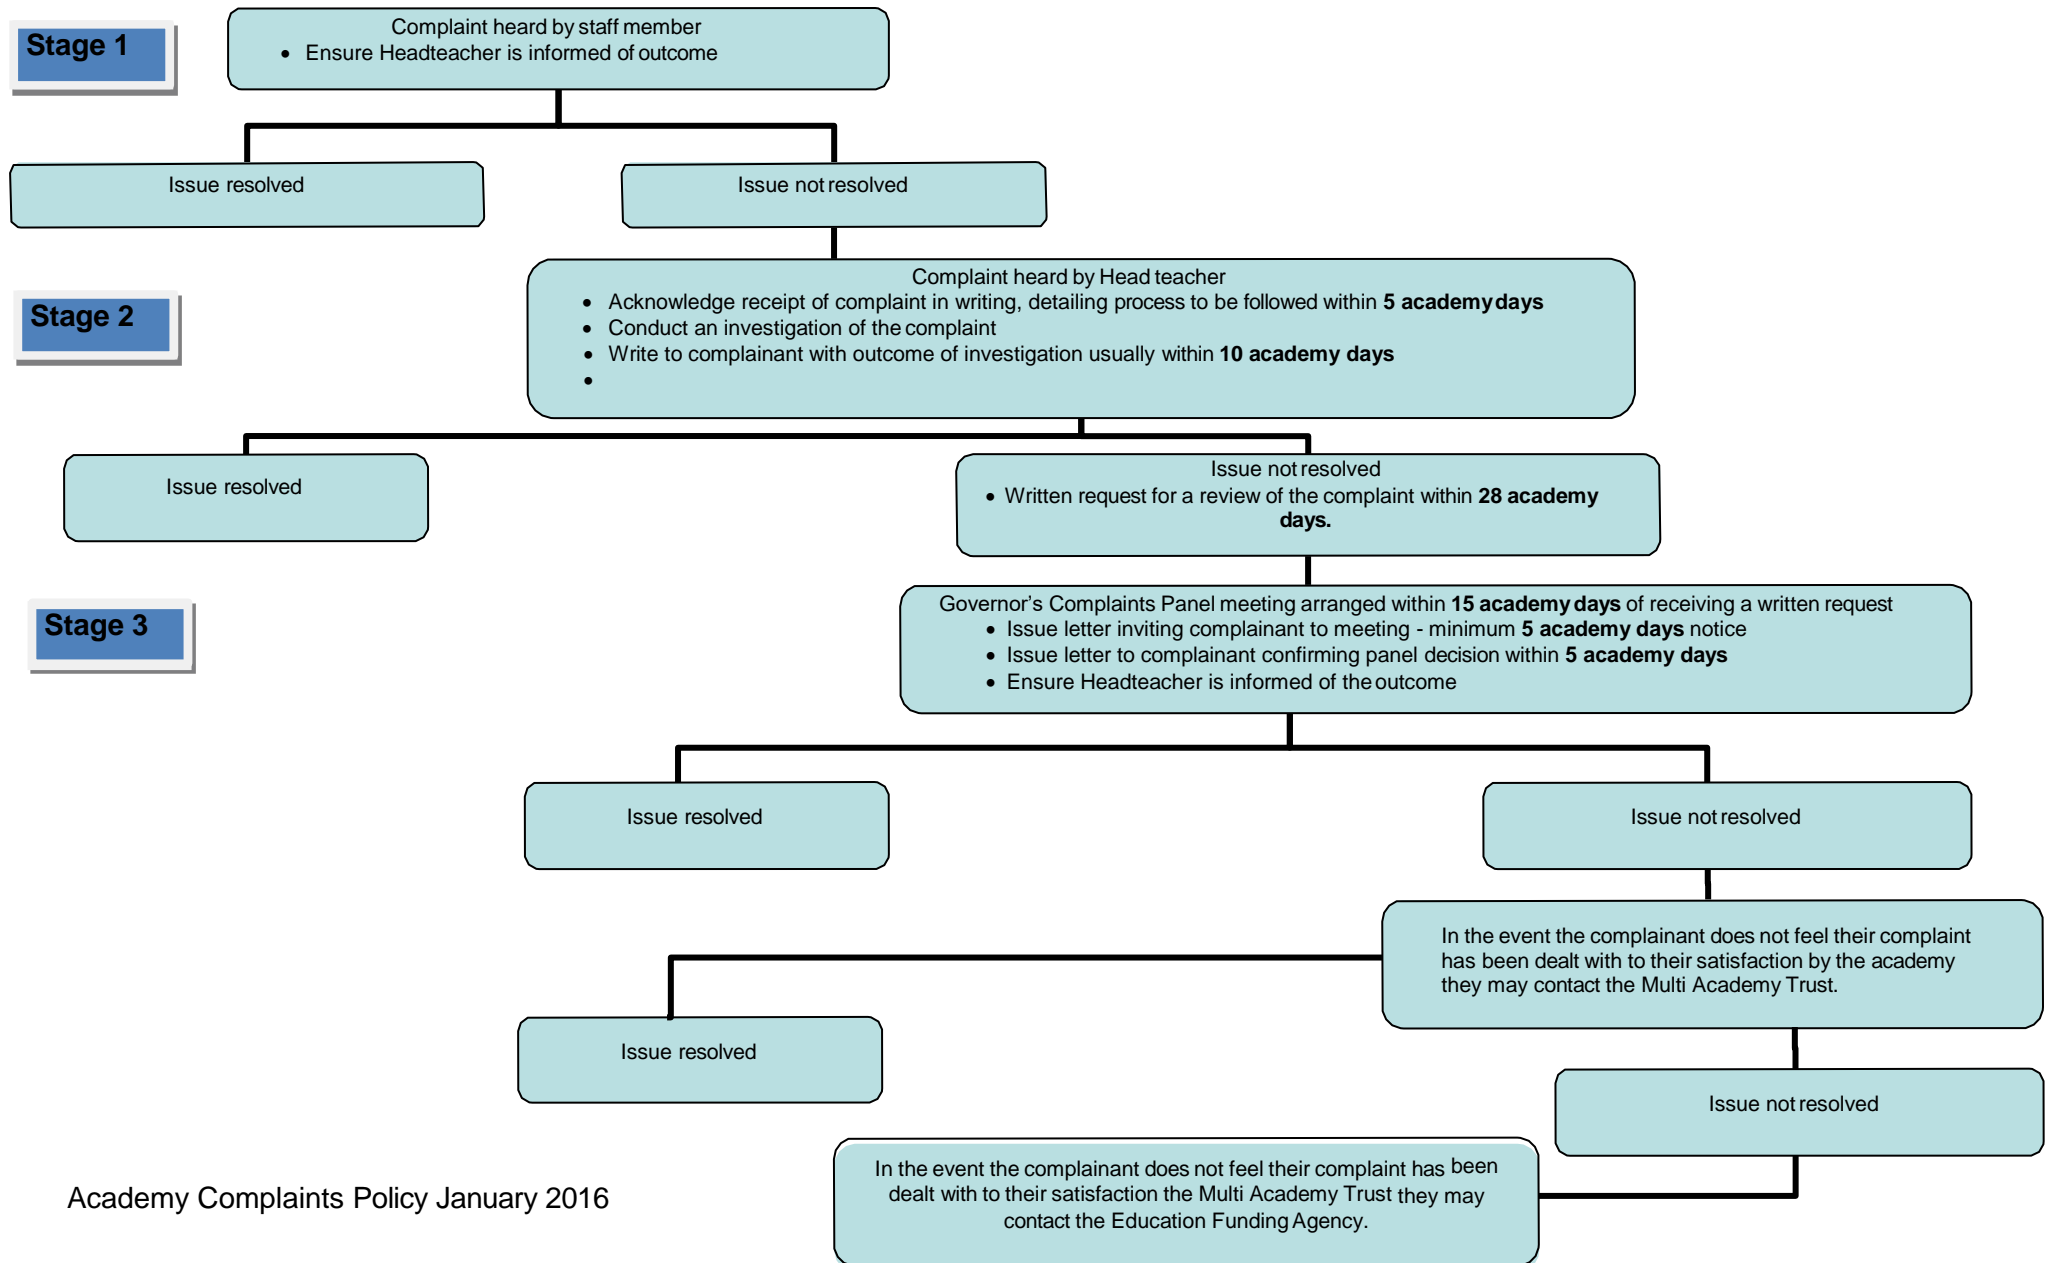 Stage 1
Complaint heard by staff member
• Ensure Headteacher is informed of outcome
Issue resolved
Issue not resolved
Stage 2
Complaint heard by Head teacher
• Acknowledge receipt of complaint in writing, detailing process to be followed within 5 academy days
• Conduct an investigation of the complaint
• Write to complainant with outcome of investigation usually within 10 academy days
•
Issue resolved
Issue not resolved
• Written request for a review of the complaint within 28 academy
days.
Stage 3
Governor’s Complaints Panel meeting arranged within 15 academy days of receiving a written request
• Issue letter inviting complainant to meeting - minimum 5 academy days notice
• Issue letter to complainant confirming panel decision within 5 academy days
• Ensure Headteacher is informed of the outcome
Issue resolved
Issue not resolved
In the event the complainant does not feel their complaint
has been dealt with to their satisfaction by the academy
they may contact the Multi Academy Trust.
Issue resolved
Issue not resolved
In the event the complainant does not feel their complaint has been
dealt with to their satisfaction the Multi Academy Trust they may
contact the Education Funding Agency.
Academy Complaints Policy January 2016